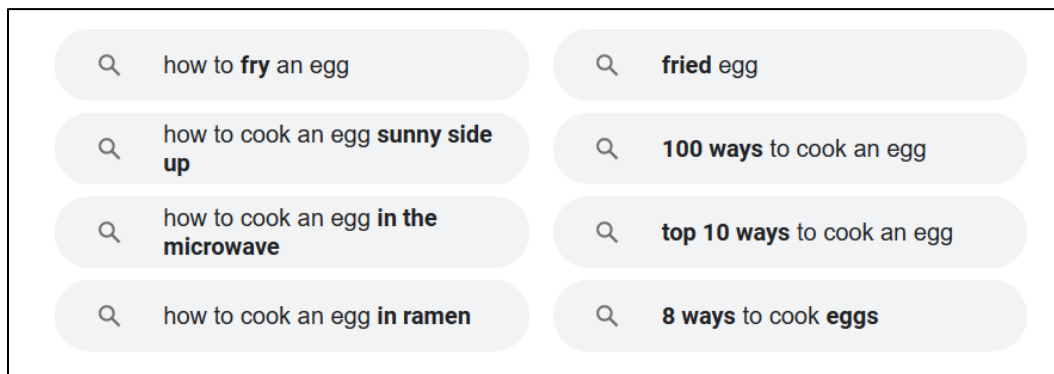 how to fry an egg
fried egg
how to cook an egg sunny side
up
100 ways to cook an egg
how to cook an egg in the
microwave
top 10 ways to cook an egg
how to cook an egg in ramen
8 ways to cook eggs